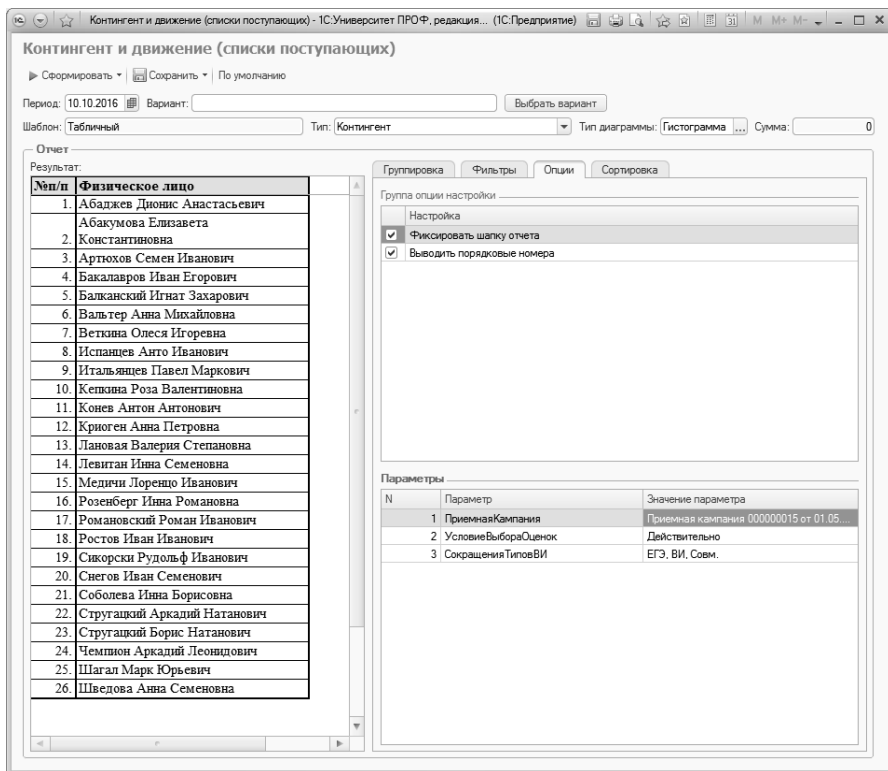 Контингент и движение (списки поступающих) - 1С:Университет ПРОФ, редакция... (1С:Предприятие) M M+ M-
Контингент и движение (списки поступающих)
Сформировать Сохранить По умолчанию
Период: 10.10.2016 Вариант: Выбрать вариант
Шаблон: Табличный Тип: Контингент Тип диаграммы: Гистограмма ... Сумма: 0
Отчет
Результат:
№п/п Физическое лицо
1. Абаджев Дионис Анастасьевич
Абакумова Елизавета
2. Константиновна
3. Артюхов Семен Иванович
4. Бакалавров Иван Егорович
5. Балканский Игнат Захарович
6. Вальтер Анна Михайловна
7. Веткина Олеся Игоревна
8. Испанцев Анто Иванович
9. Итальянцев Павел Маркович
10. Кепкина Роза Валентиновна
11. Конев Антон Антонович
12. Криоген Анна Петровна
13. Лановая Валерия Степановна
14. Левитан Инна Семеновна
15. Медичи Лоренцо Иванович
16. Розенберг Инна Романовна
17. Романовский Роман Иванович
18. Ростов Иван Иванович
19. Сикорски Рудольф Иванович
20. Снегов Иван Семенович
21. Соболева Инна Борисовна
22. Стругацкий Аркадий Натанович
23. Стругацкий Борис Натанович
24. Чемпион Аркадий Леонидович
25. Шагал Марк Юрьевич
26. Шведова Анна Семеновна
Группировка Фильтры Опции Сортировка
Группа опции настройки
Настройка
Фиксировать шапку отчета
Выводить порядковые номера
Параметры
N Параметр Значение параметра
1 ПриемнаяКампания Приемная кампания 000000015 от 01.05....
2 УсловиеВыбораОценок Действительно
3 СокращенияТиповВИ ЕГЭ, ВИ, Совм.